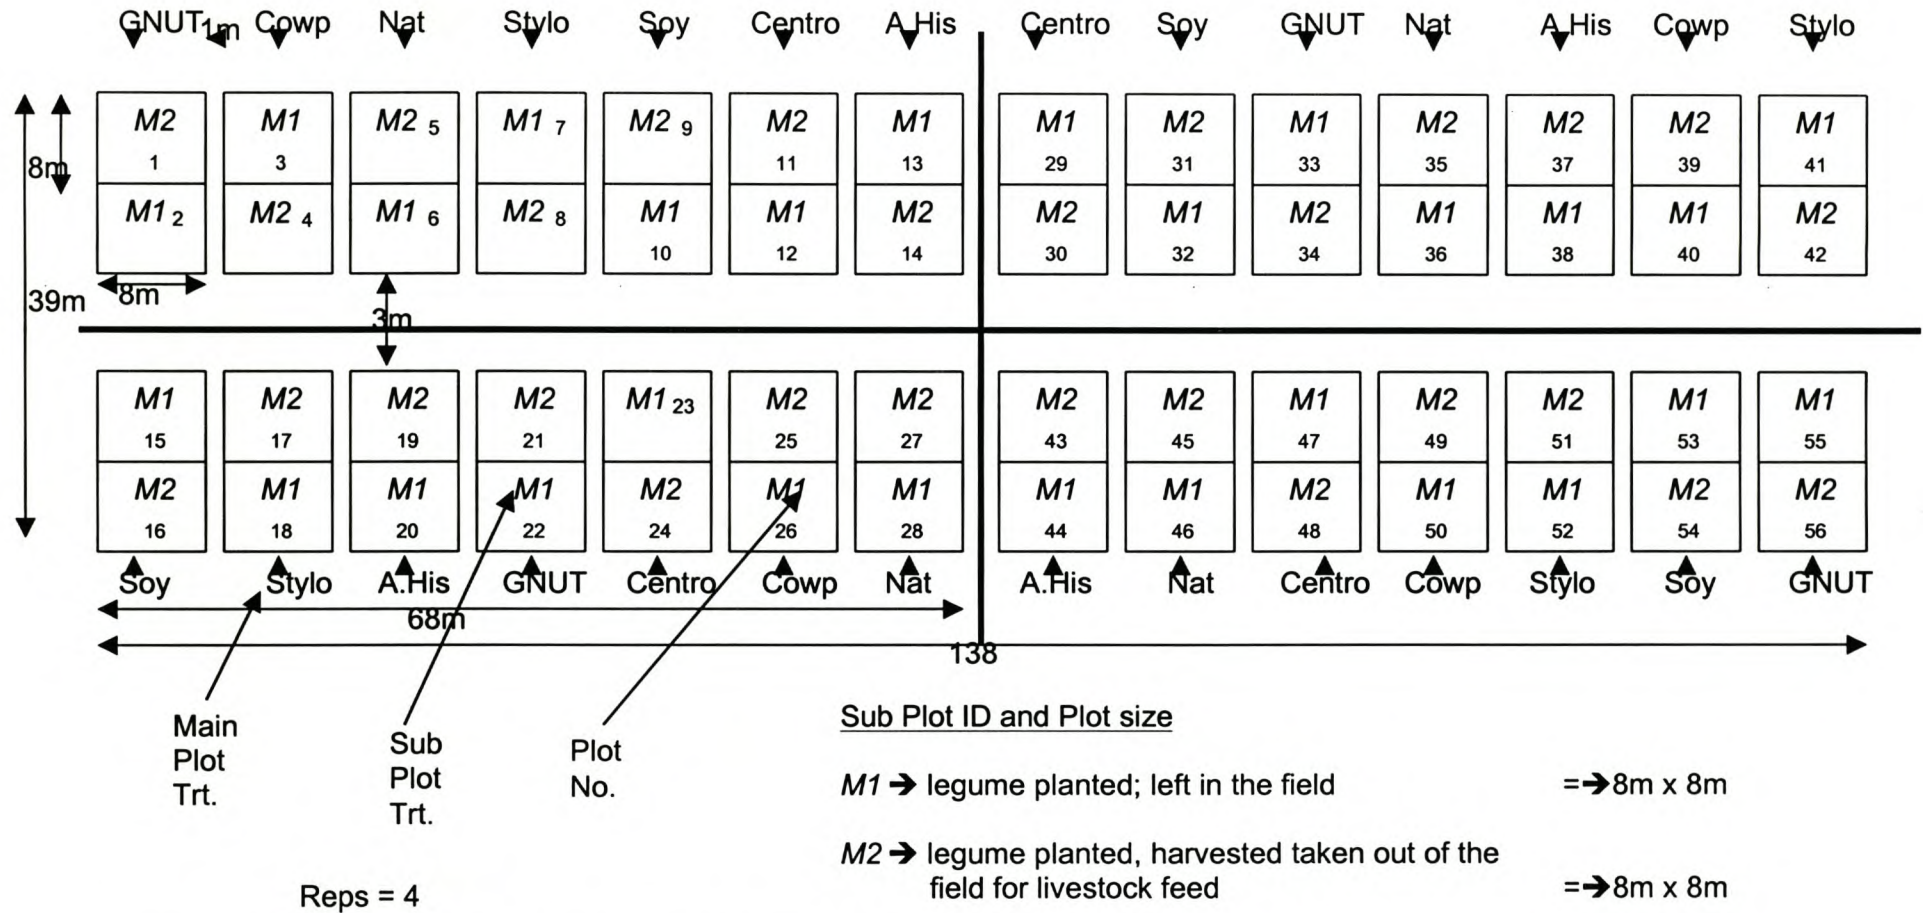 GNUT 1m Cowp Nat Stylo Soy Centro A.His Centro Soy GNUT Nat A.His Cowp Stylo
M2 M1 M2 5 M1 7 M2 9 M2 M1 M1 M2 M1 M2 M2 M2 M1
1 3 11 13 29 31 33 35 37 39 41
8m
M1 2 M2 4 M1 6 M2 8 M1 M1 M2 M2 M1 M2 M1 M1 M1 M2
10 12 14 30 32 34 36 38 40 42
39m 8m
3m
M1 M2 M2 M2 M1 23 M2 M2 M2 M2 M1 M2 M2 M1 M1
15 17 19 21 25 27 43 45 47 49 51 53 55
M2 M1 M1 M1 M2 M1 M1 M1 M1 M2 M1 M1 M2 M2
16 18 20 22 24 26 28 44 46 48 50 52 54 56
Soy Stylo A.His GNUT Centro Cowp Nat A.His Nat Centro Cowp Stylo Soy GNUT
68m
138
Main
Plot
Trt.
Sub
Plot
Trt.
Plot
No.
Sub Plot ID and Plot size
M1 ➔ legume planted; left in the field =➔8m x 8m
M2 ➔ legume planted, harvested taken out of the
field for livestock feed =➔8m x 8m
Reps = 4